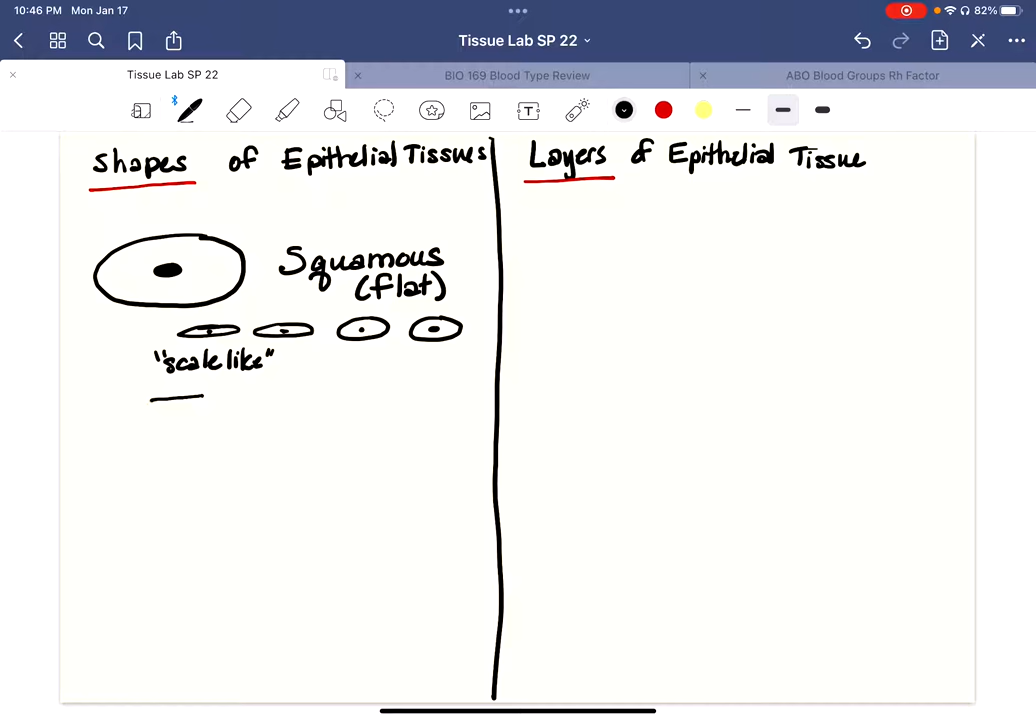 10:46 PM Mon Jan 17
82%
Tissue Lab SP 22
Tissue Lab SP 22
BIO 169 Blood Type Review
ABO Blood Groups Rh Factor
T
Shapes of Epithelial Tissues
Squamous
(flat)
"scale like"
Layers of Epithelial Tissue